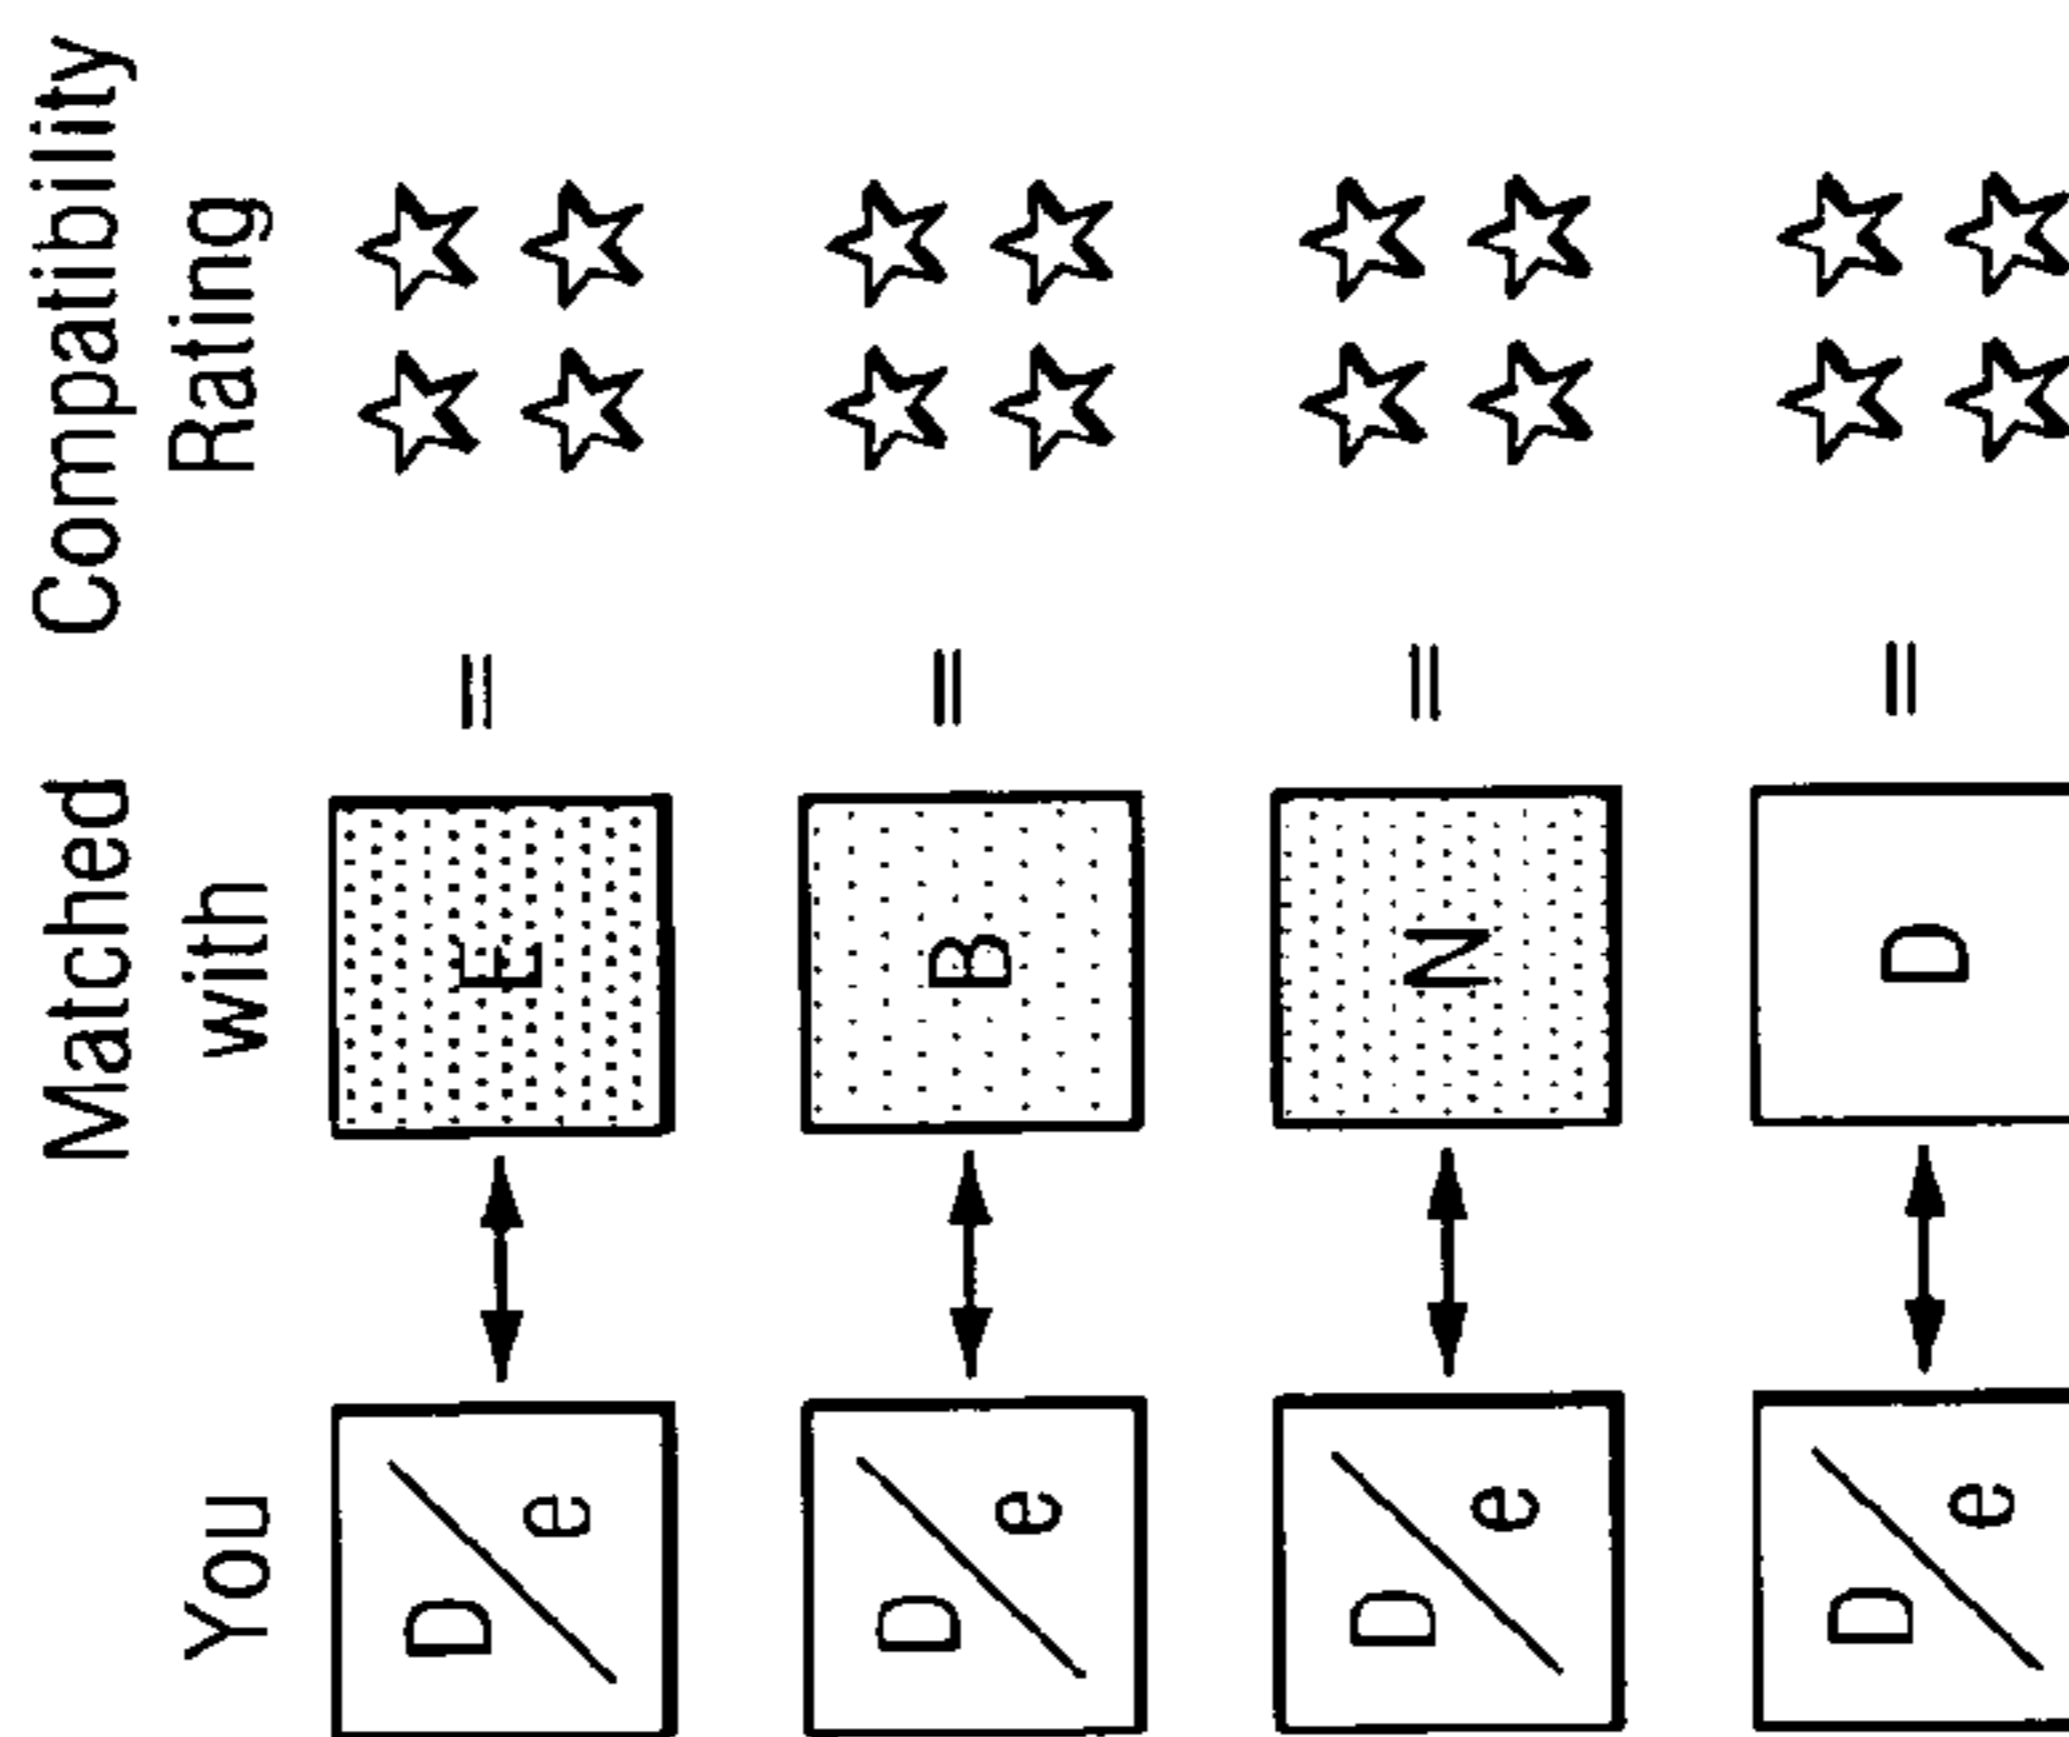 You Matched with Compatibility Rating
D/e E =
D/e B =
D/e N =
D/e D =